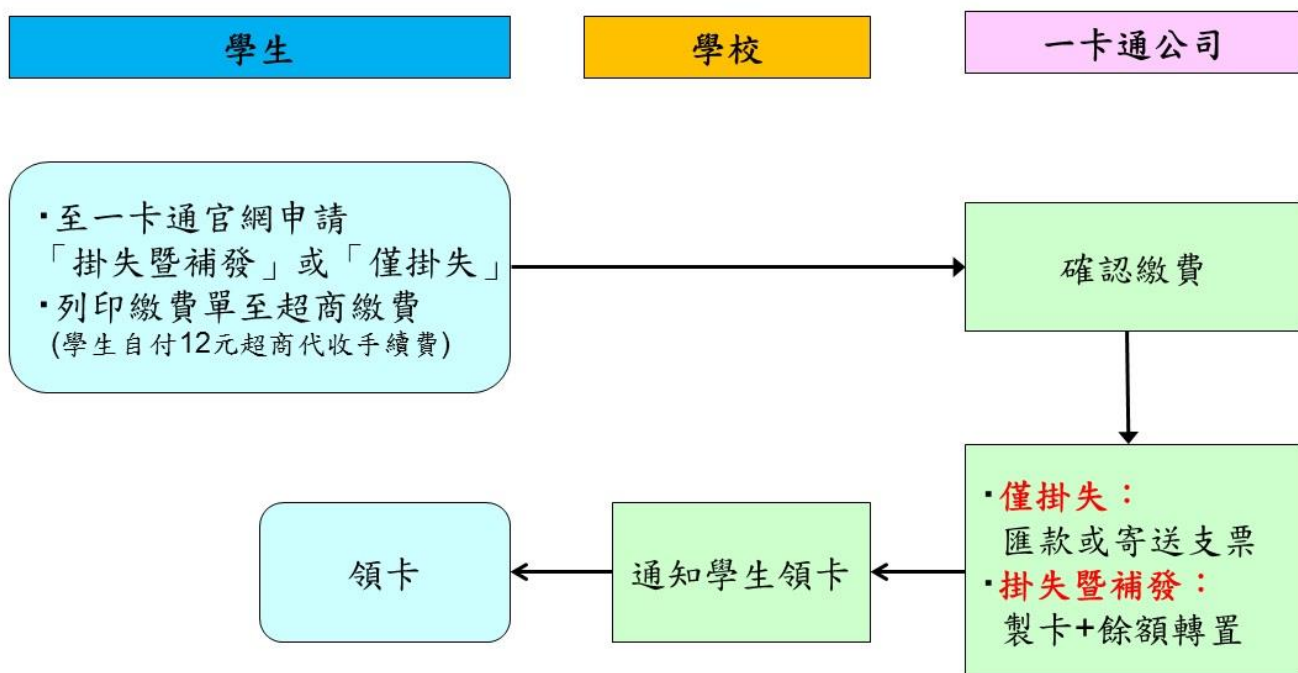 學生
學校
一卡通公司
▪至一卡通官網申請
「掛失暨補發」或「僅掛失」
▪列印繳費單至超商繳費
(學生自付12元超商代收手續費)
確認繳費
▪僅掛失：
匯款或寄送支票
▪掛失暨補發：
製卡+餘額轉置
通知學生領卡
領卡